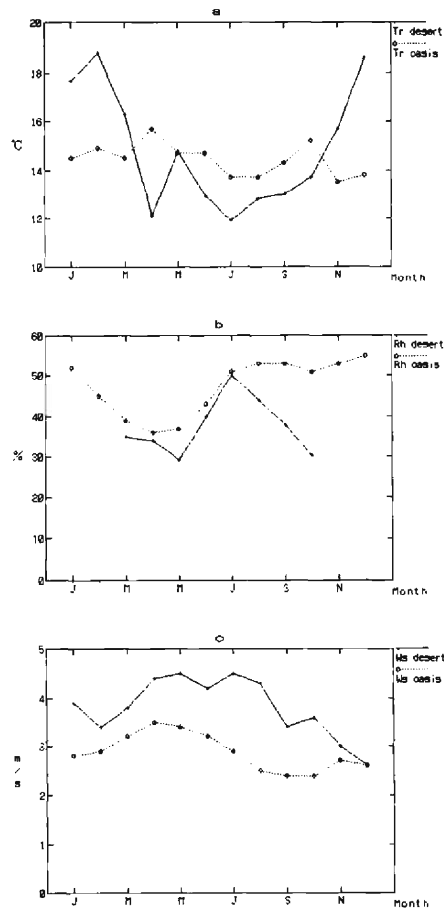 a
20
18
16
14
12
10
°C
J
M
M
J
S
N
Month
Tr desert
Tr oasis
b
60
50
40
30
20
10
0
%
J
M
M
J
S
N
Month
Rh desert
Rh oasis
c
5
4
3
2
1
0
m
/
s
J
M
M
J
S
N
Month
Ws desert
Ws oasis